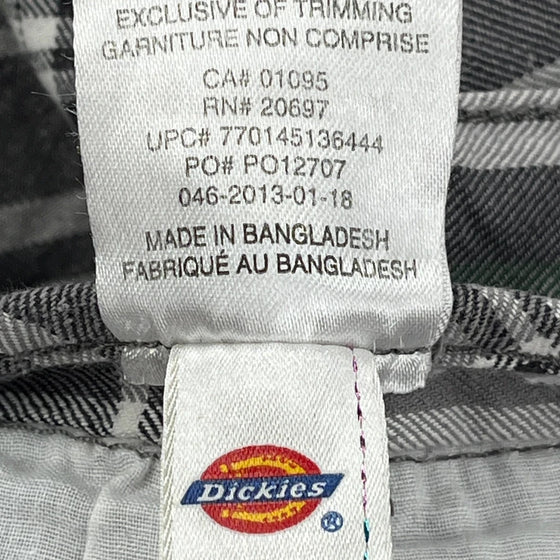 EXCLUSIVE OF TRIMMING
GARNITURE NON COMPRISE
CA# 01095
RN# 20697
UPC# 770145136444
PO# PO12707
046-2013-01-18
MADE IN BANGLADESH
FABRIQUÉ AU BANGLADESH
Dickies
®